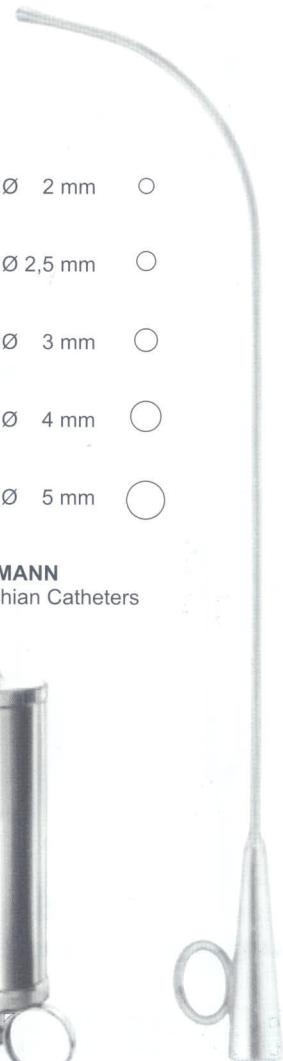 Ø 2 mm
Ø 2,5 mm
Ø 3 mm
Ø 4 mm
Ø 5 mm
MANN
hian Catheters